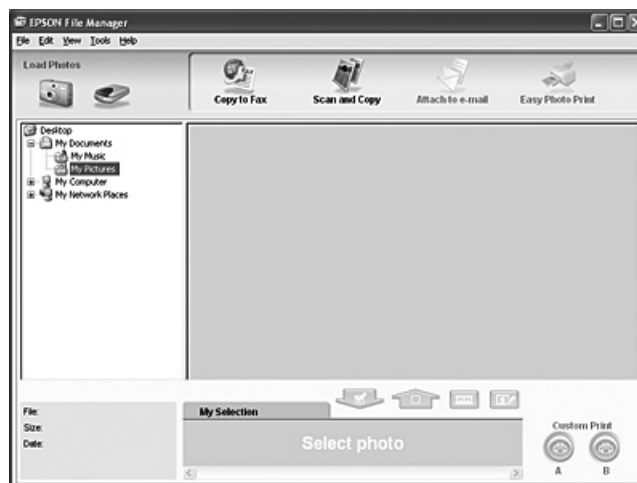 EPSON File Manager
File Edit View Tools Help
Load Photos
Copy to Fax
Scan and Copy
Attach to e-mail
Easy Photo Print
Desktop
My Documents
My Music
My Pictures
My Computer
My Network Places
File:
Size:
Date:
My Selection
Select photo
Custom Print
A B